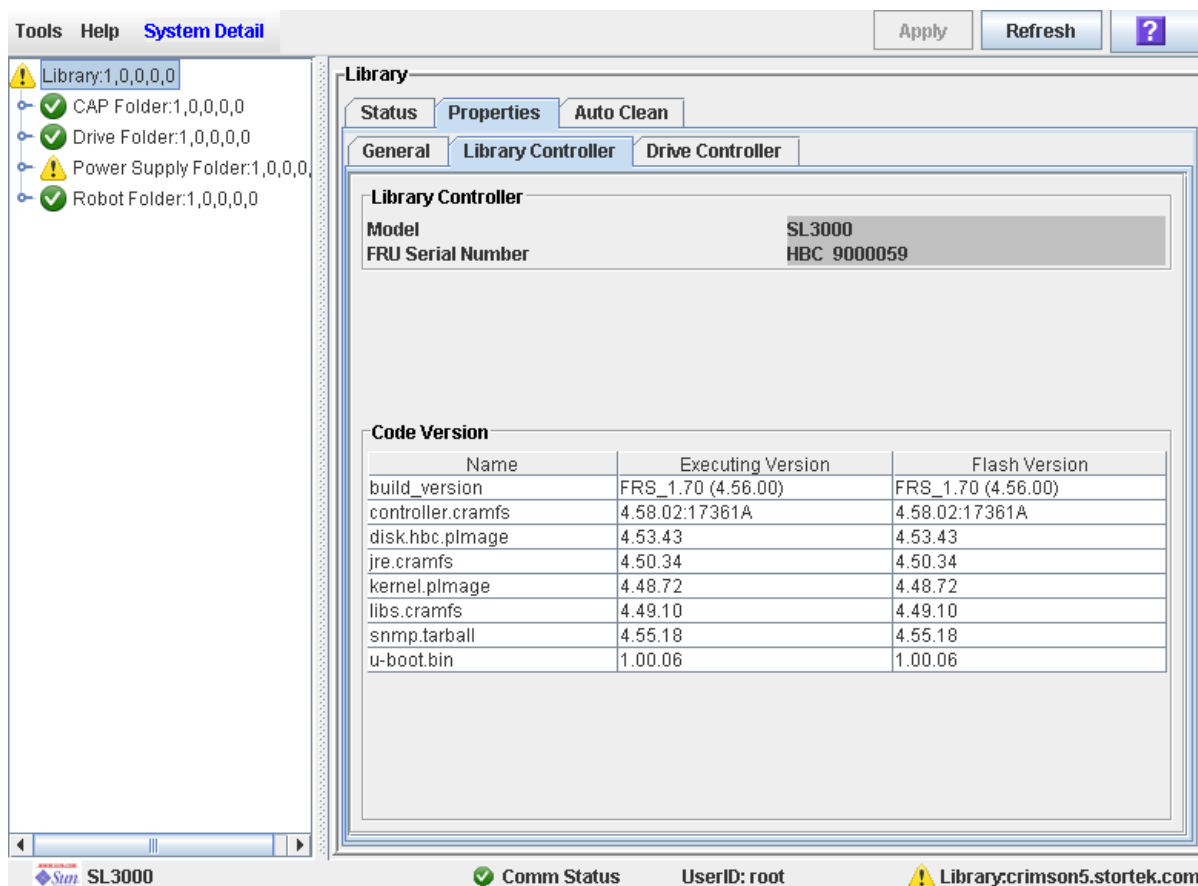 Tools Help System Detail Apply Refresh ?
Library:1,0,0,0,0
CAP Folder:1,0,0,0,0
Drive Folder:1,0,0,0,0
Power Supply Folder:1,0,0,0,
Robot Folder:1,0,0,0,0
Library
Status Properties Auto Clean
General Library Controller Drive Controller
Library Controller
Model SL3000
FRU Serial Number HBC 9000059
Code Version
Name Executing Version Flash Version
build_version FRS_1.70 (4.56.00) FRS_1.70 (4.56.00)
controller.cramfs 4.58.02:17361A 4.58.02:17361A
disk.hbc.pImage 4.53.43 4.53.43
jre.cramfs 4.50.34 4.50.34
kernel.pImage 4.48.72 4.48.72
libs.cramfs 4.49.10 4.49.10
snmp.tarball 4.55.18 4.55.18
u-boot.bin 1.00.06 1.00.06
Sun SL3000 Comm Status UserID: root Library:crimson5.stortek.com